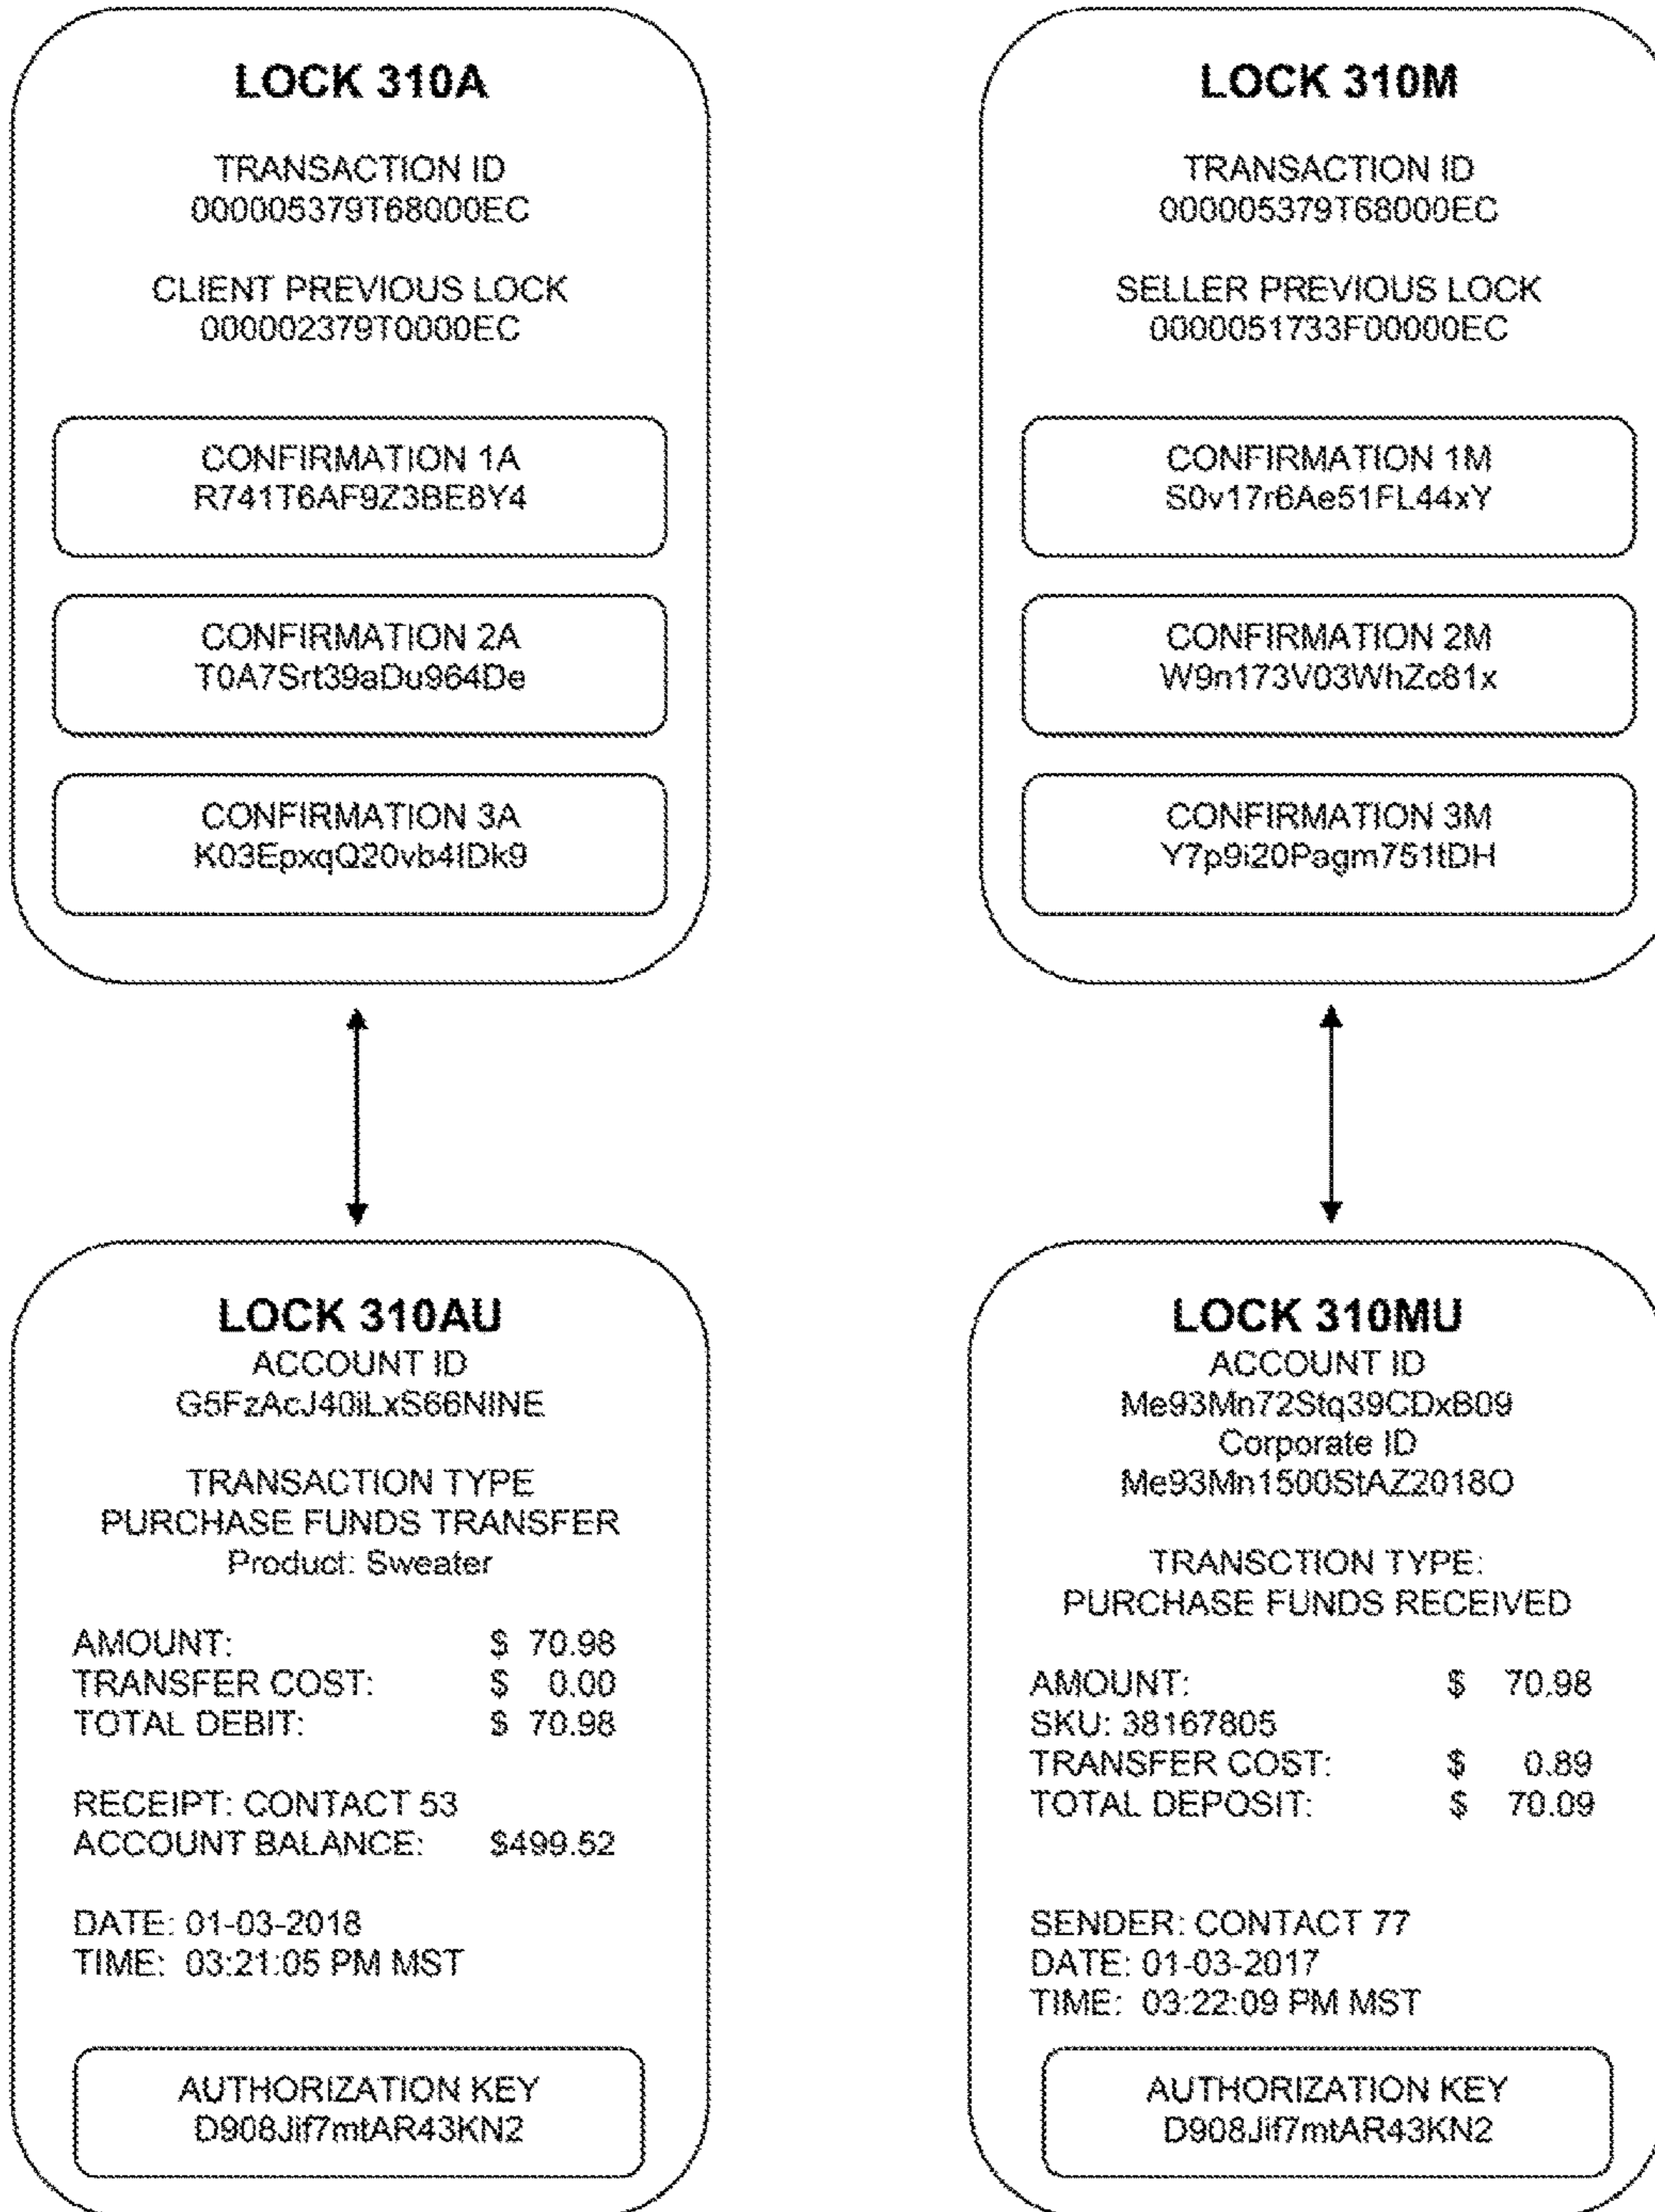 LOCK 310A
TRANSACTION ID
000005379T68000EC
CLIENT PREVIOUS LOCK
000002379T0000EC
CONFIRMATION 1A
R741T6AF9Z3BE8Y4
CONFIRMATION 2A
T0A7Srt39aDu964De
CONFIRMATION 3A
K03EpxqQ20vb4IDk9
LOCK 310M
TRANSACTION ID
000005379T68000EC
SELLER PREVIOUS LOCK
0000051733F00000EC
CONFIRMATION 1M
S0v17r6Ae51FL44xY
CONFIRMATION 2M
W9n173V03WhZc81x
CONFIRMATION 3M
Y7p9i20Pagm751tDH
LOCK 310AU
ACCOUNT ID
G5FzAcJ40iLxS66NINE
TRANSACTION TYPE
PURCHASE FUNDS TRANSFER
Product: Sweater
AMOUNT: $ 70.98
TRANSFER COST: $ 0.00
TOTAL DEBIT: $ 70.98
RECEIPT: CONTACT 53
ACCOUNT BALANCE: $499.52
DATE: 01-03-2018
TIME: 03:21:05 PM MST
AUTHORIZATION KEY
D908Jif7mtAR43KN2
LOCK 310MU
ACCOUNT ID
Me93Mn72Stq39CDxB09
Corporate ID
Me93Mn1500StAZ2018O
TRANSCTION TYPE:
PURCHASE FUNDS RECEIVED
AMOUNT: $ 70.98
SKU: 38167805
TRANSFER COST: $ 0.89
TOTAL DEPOSIT: $ 70.09
SENDER: CONTACT 77
DATE: 01-03-2017
TIME: 03:22:09 PM MST
AUTHORIZATION KEY
D908Jif7mtAR43KN2